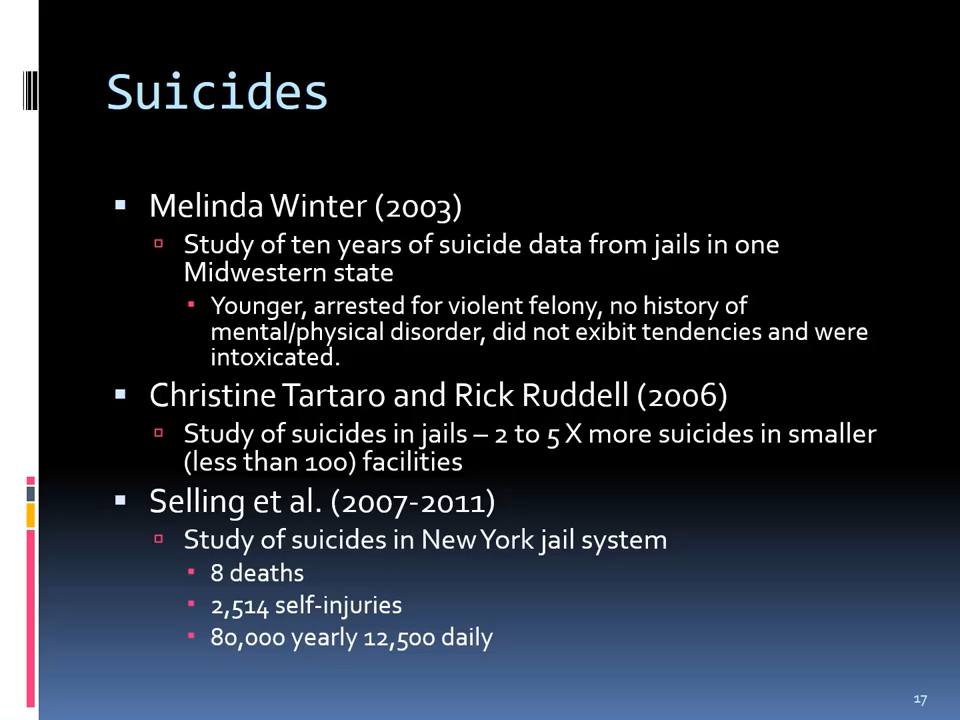 Suicides
Melinda Winter (2003)
Study of ten years of suicide data from jails in one
Midwestern state
Younger, arrested for violent felony, no history of
mental/physical disorder, did not exibit tendencies and were
intoxicated.
Christine Tartaro and Rick Ruddell (2006)
Study of suicides in jails – 2 to 5 X more suicides in smaller
(less than 100) facilities
Selling et al. (2007-2011)
Study of suicides in New York jail system
8 deaths
2,514 self-injuries
80,000 yearly 12,500 daily
17